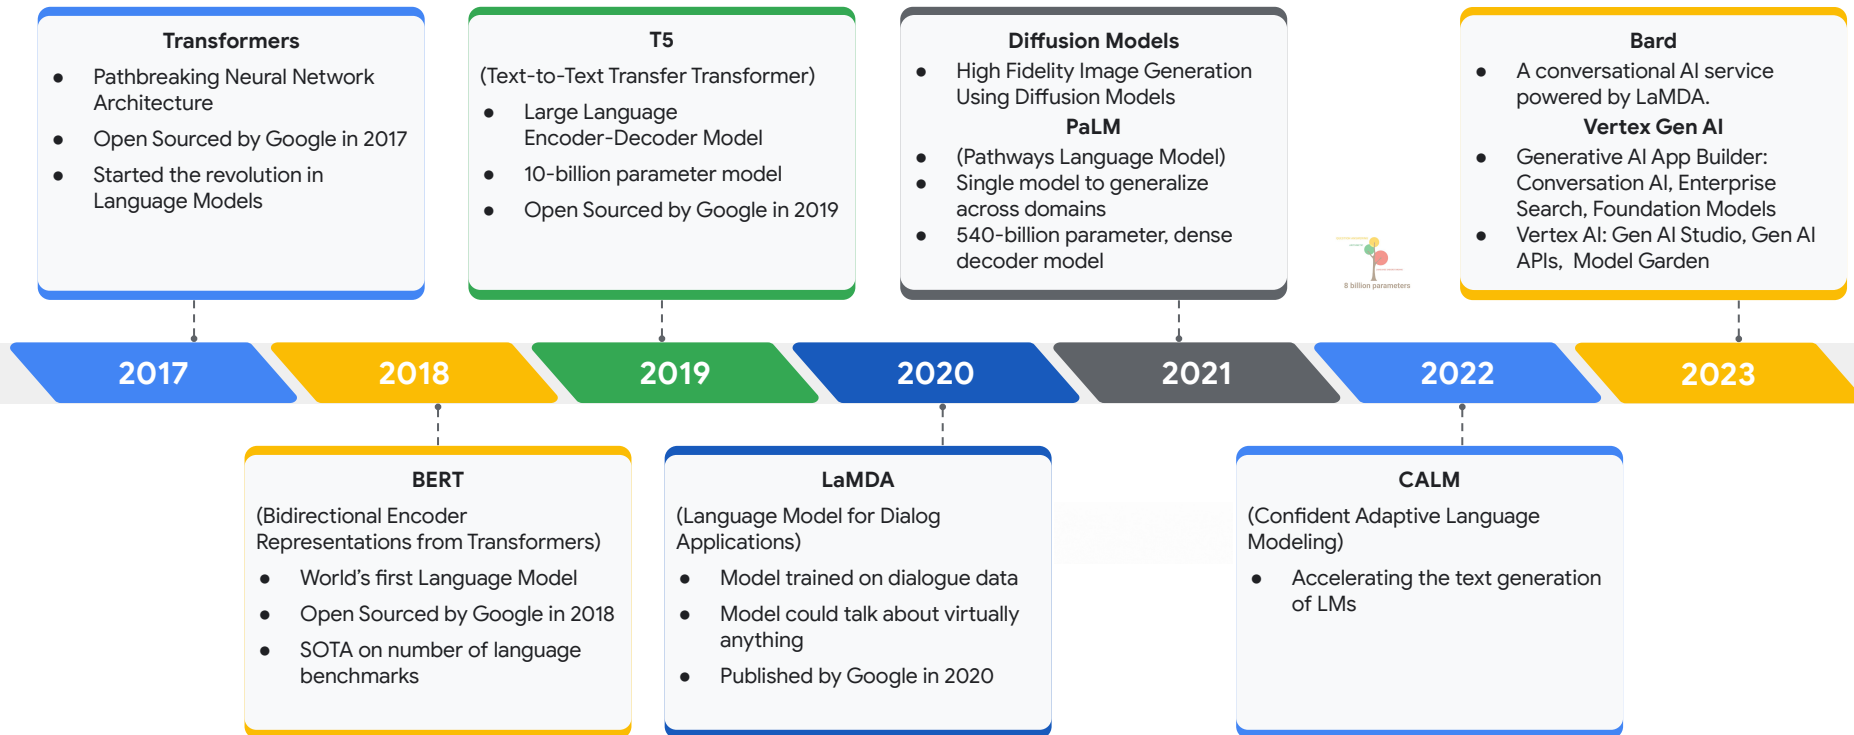 Transformers
● Pathbreaking Neural Network
Architecture
● Open Sourced by Google in 2017
● Started the revolution in
Language Models
T5
(Text-to-Text Transfer Transformer)
● Large Language
Encoder-Decoder Model
● 10-billion parameter model
● Open Sourced by Google in 2019
Diffusion Models
● High Fidelity Image Generation
Using Diffusion Models
PaLM
● (Pathways Language Model)
● Single model to generalize
across domains
● 540-billion parameter, dense
decoder model
8 billion parameters
Bard
● A conversational AI service
powered by LaMDA.
Vertex Gen AI
● Generative AI App Builder:
Conversation AI, Enterprise
Search, Foundation Models
● Vertex AI: Gen AI Studio, Gen AI
APIs, Model Garden
2017
2018
2019
2020
2021
2022
2023
BERT
(Bidirectional Encoder
Representations from Transformers)
● World's first Language Model
● Open Sourced by Google in 2018
● SOTA on number of language
benchmarks
LaMDA
(Language Model for Dialog
Applications)
● Model trained on dialogue data
● Model could talk about virtually
anything
● Published by Google in 2020
CALM
(Confident Adaptive Language
Modeling)
● Accelerating the text generation
of LMs